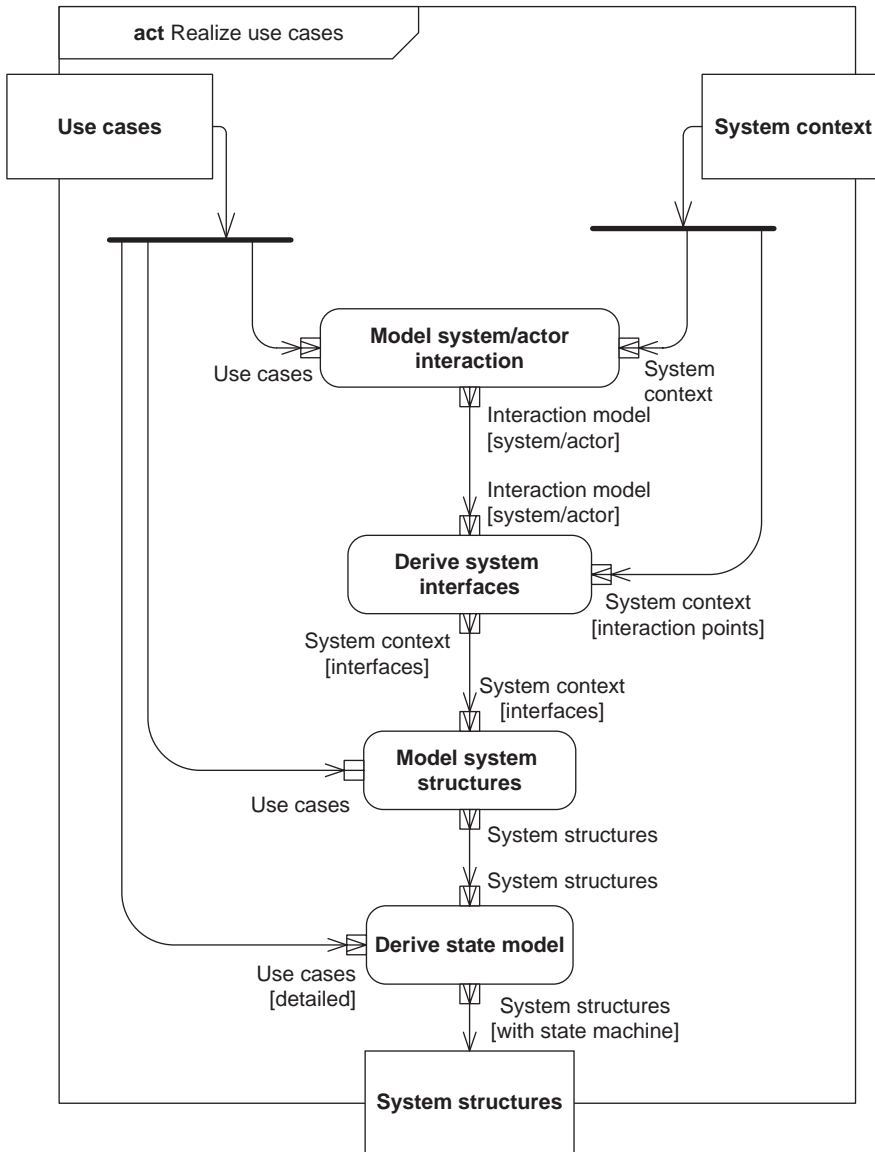 act Realize use cases
Use cases
System context
Model system/actor
interaction
Use cases
System
context
Interaction model
[system/actor]
Interaction model
[system/actor]
Derive system
interfaces
System context
[interaction points]
System context
[interfaces]
System context
[interfaces]
Model system
structures
Use cases
System structures
System structures
Derive state model
Use cases
[detailed]
System structures
[with state machine]
System structures